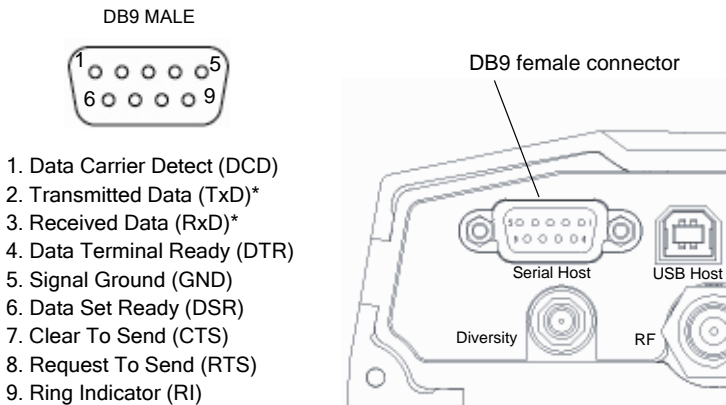 DB9 MALE
1 5
6 9
1. Data Carrier Detect (DCD)
2. Transmitted Data (TxD)*
3. Received Data (RxD)*
4. Data Terminal Ready (DTR)
5. Signal Ground (GND)
6. Data Set Ready (DSR)
7. Clear To Send (CTS)
8. Request To Send (RTS)
9. Ring Indicator (RI)
DB9 female connector
Serial Host
USB Host
Diversity
RF